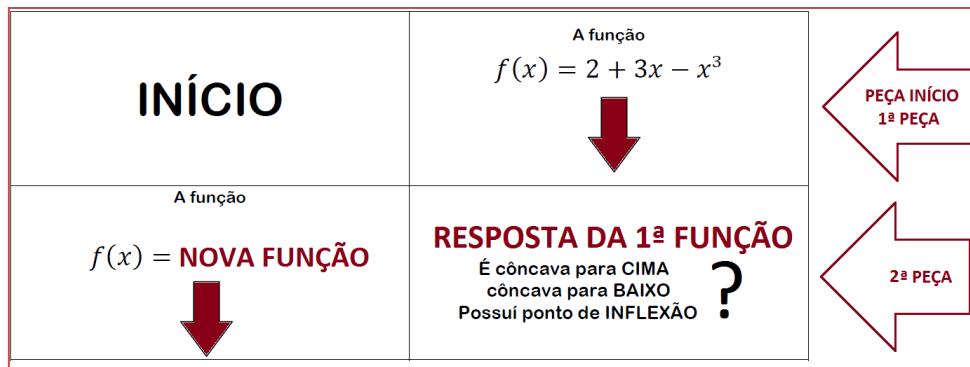 INÍCIO
A função
f(x) = 2 + 3x − x³
PEÇA INÍCIO
1ª PEÇA
A função
f(x) = NOVA FUNÇÃO
RESPOSTA DA 1ª FUNÇÃO
É côncava para CIMA
côncava para BAIXO
Possuí ponto de INFLEXÃO
?
2ª PEÇA